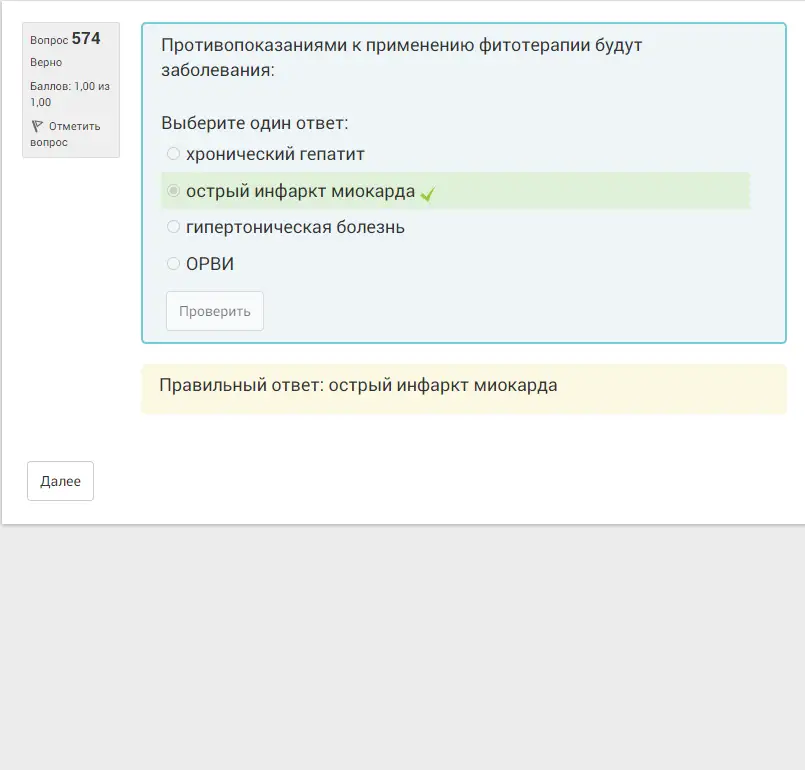 Вопрос 574
Верно
Баллов: 1,00 из
1,00
Отметить
вопрос
Противопоказаниями к применению фитотерапии будут
заболевания:
Выберите один ответ:
хронический гепатит
острый инфаркт миокарда
гипертоническая болезнь
ОРВИ
Проверить
Правильный ответ: острый инфаркт миокарда
Далее